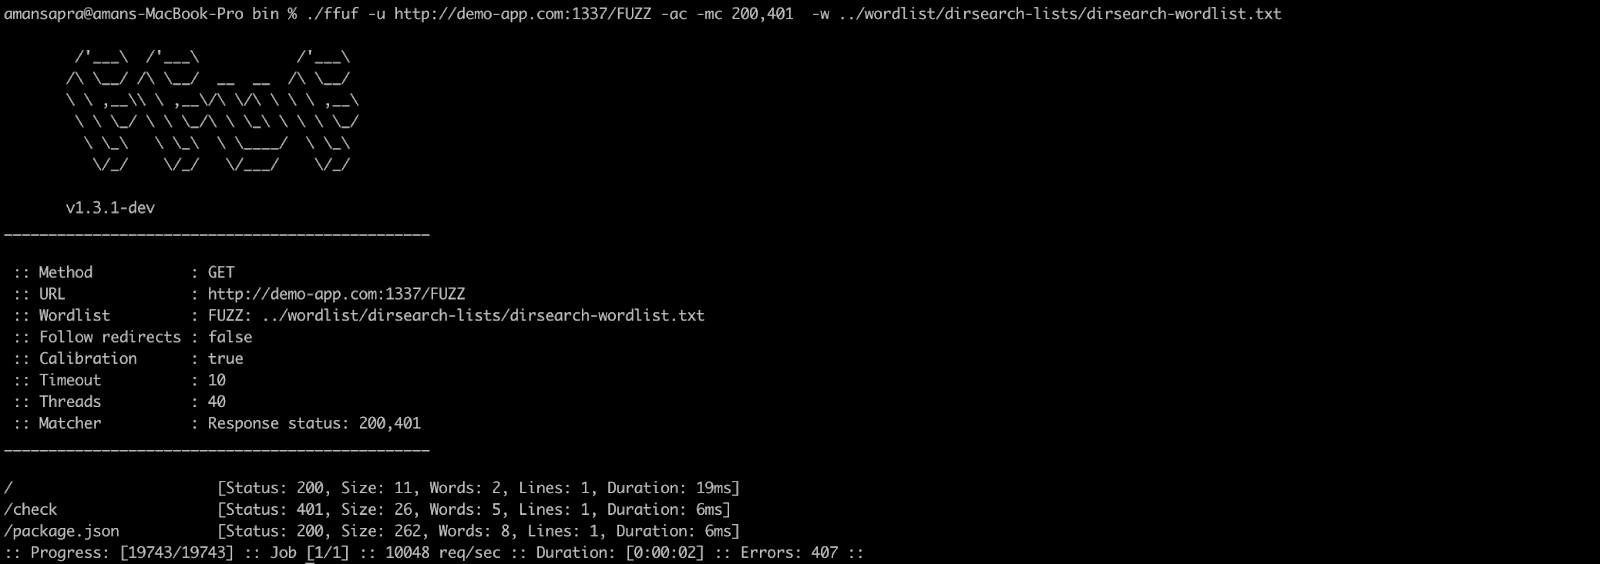 amansapra@amans-MacBook-Pro bin % ./ffuf -u http://demo-app.com:1337/FUZZ -ac -mc 200,401  -w ../wordlist/dirsearch-lists/dirsearch-wordlist.txt

        /'___\  /'___\           /'___\
       /\ \__/ /\ \__/  __  __  /\ \__/
       \ \ ,__\\ \ ,__\/\ \/\ \ \ \ ,__\
        \ \ \_/ \ \ \_/\ \ \_\ \ \ \ \_/
         \ \_\   \ \_\  \ \____/  \ \_\
          \/_/    \/_/   \/___/    \/_/

       v1.3.1-dev
________________________________________________

 :: Method           : GET
 :: URL              : http://demo-app.com:1337/FUZZ
 :: Wordlist         : FUZZ: ../wordlist/dirsearch-lists/dirsearch-wordlist.txt
 :: Follow redirects : false
 :: Calibration      : true
 :: Timeout          : 10
 :: Threads          : 40
 :: Matcher          : Response status: 200,401
________________________________________________

/                       [Status: 200, Size: 11, Words: 2, Lines: 1, Duration: 19ms]
/check                  [Status: 401, Size: 26, Words: 5, Lines: 1, Duration: 6ms]
/package.json           [Status: 200, Size: 262, Words: 8, Lines: 1, Duration: 6ms]
:: Progress: [19743/19743] :: Job [1/1] :: 10048 req/sec :: Duration: [0:00:02] :: Errors: 407 ::